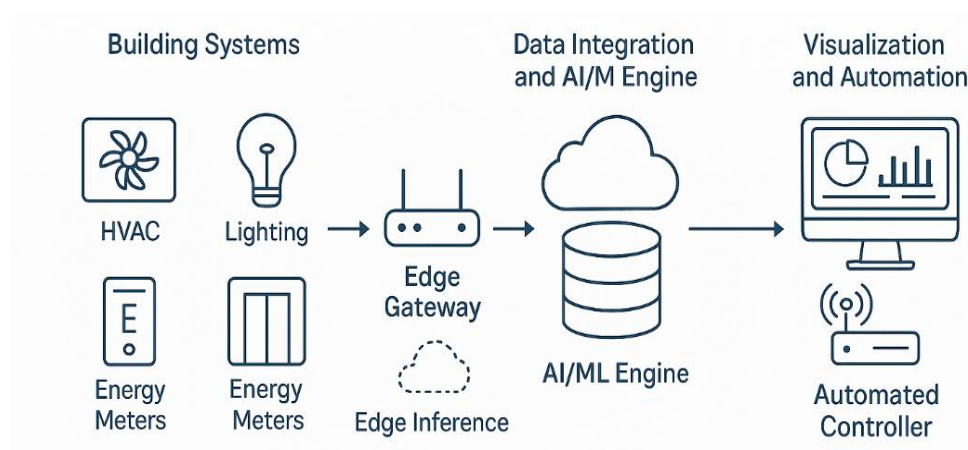 Building Systems
Data Integration
and AI/M Engine
Visualization
and Automation
HVAC
Lighting
Edge
Gateway
E
Energy
Meters
Energy
Meters
Edge Inference
AI/ML Engine
Automated
Controller